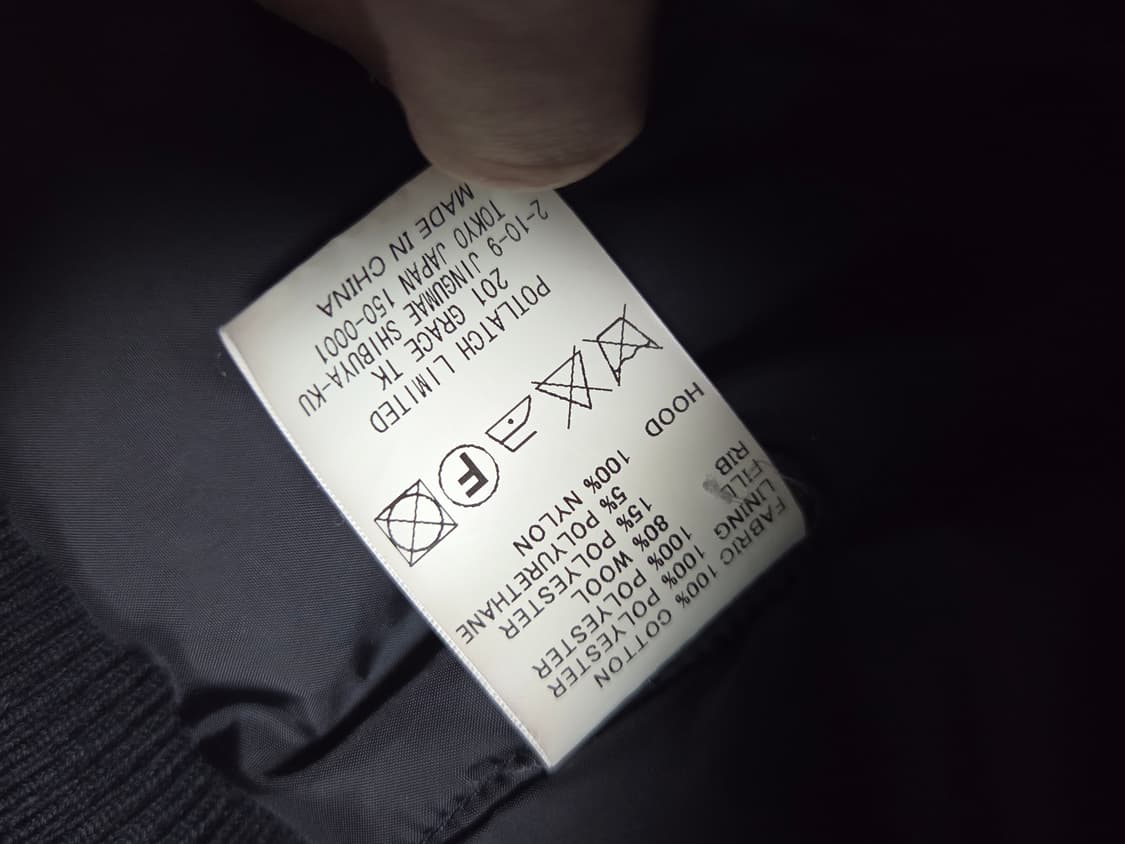 FABRIC 100% COTTON
LINING 100% POLYESTER
FILL 100% POLYESTER
RIB 80% WOOL
15% POLYESTER
5% POLYURETHANE
HOOD 100% NYLON
F
POTLATCH LIMITED
201 GRACE TK
2-10-9 JINGUMAE SHIBUYA-KU
TOKYO JAPAN 150-0001
MADE IN CHINA